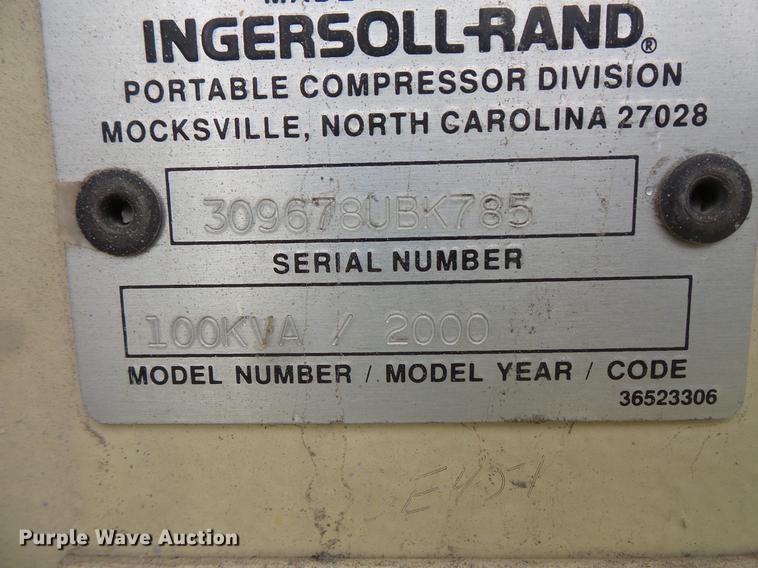 INGERSOLL-RAND®
PORTABLE COMPRESSOR DIVISION
MOCKSVILLE, NORTH CAROLINA 27028
309678UBK785
SERIAL NUMBER
100KVA / 2000
MODEL NUMBER / MODEL YEAR / CODE
36523306
Purple Wave Auction